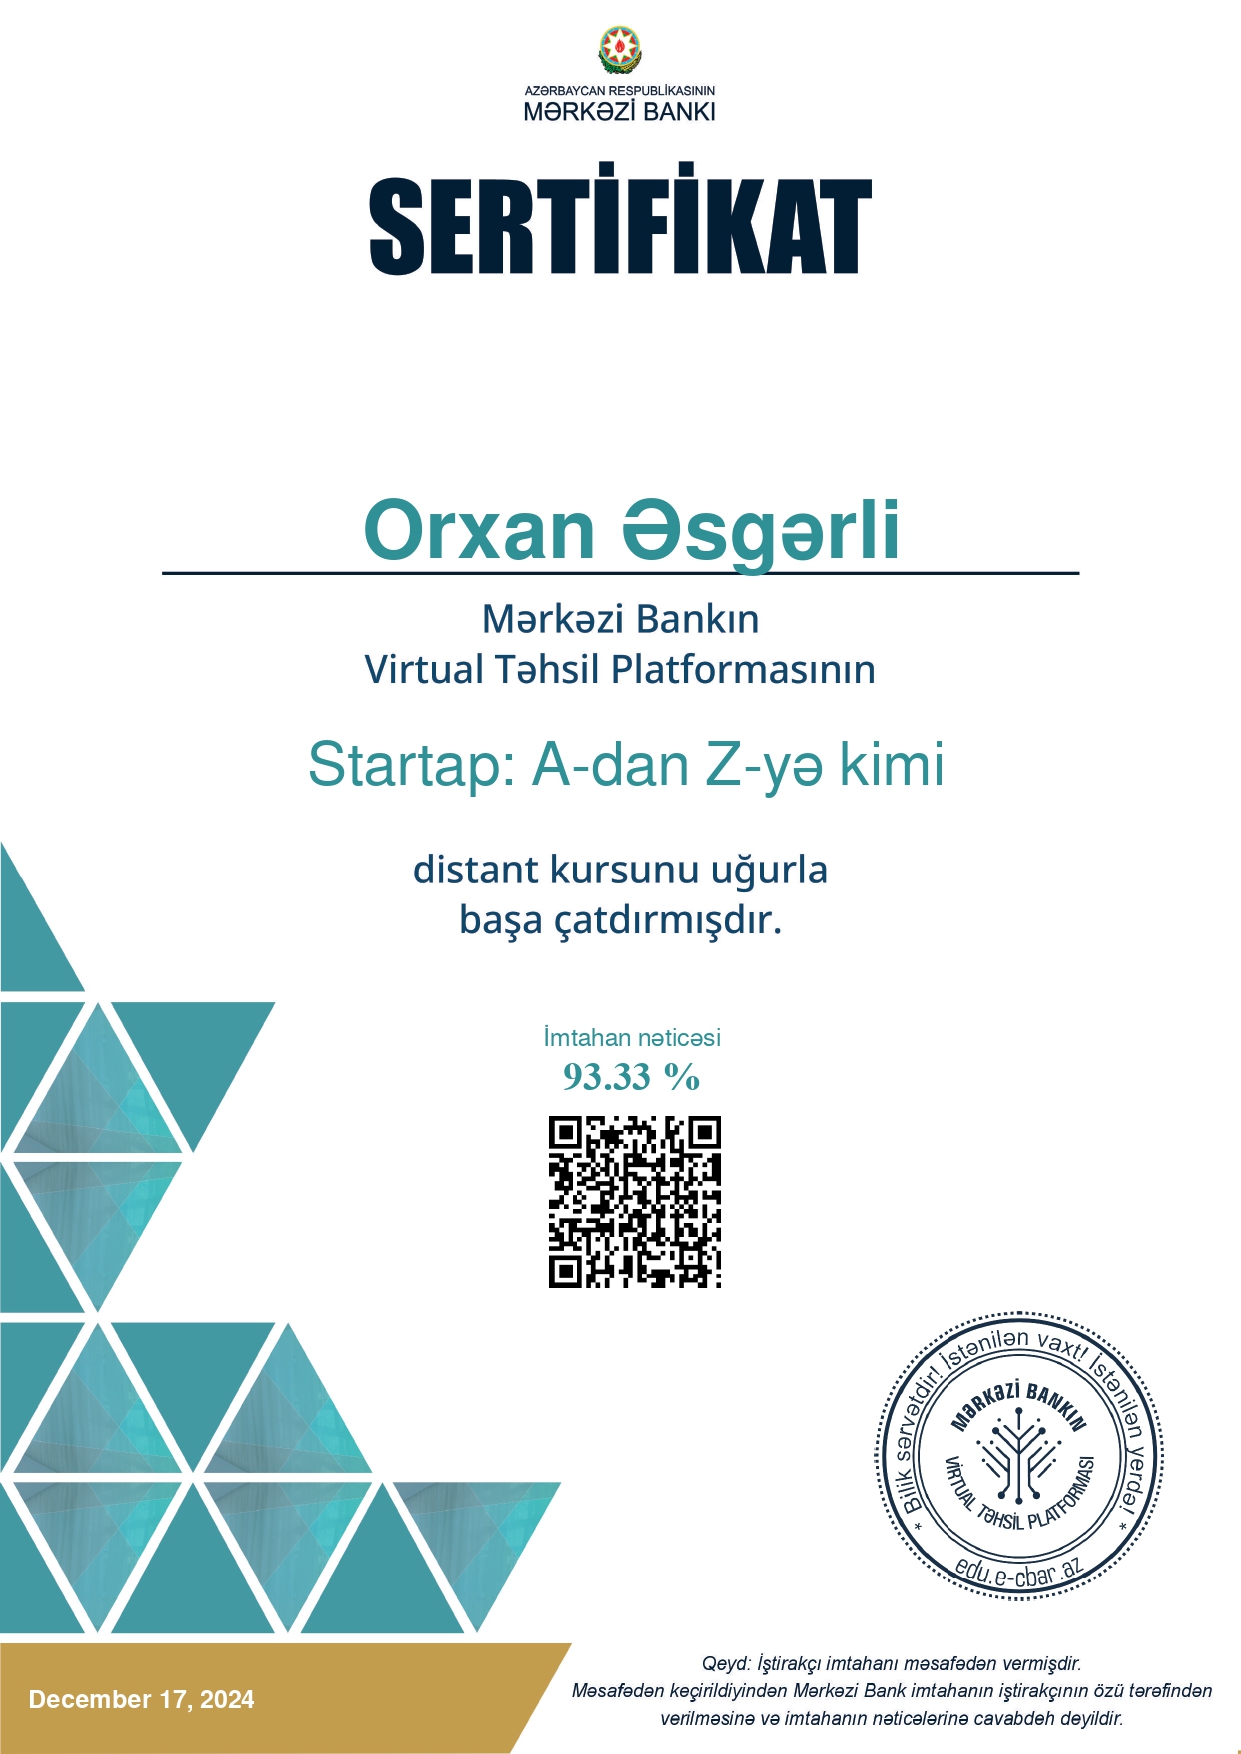 AZƏRBAYCAN RESPUBLİKASININ
MƏRKƏZİ BANKI
SERTİFİKAT
Orxan Əsgərli
Mərkəzi Bankın
Virtual Təhsil Platformasının
Startap: A-dan Z-yə kimi
distant kursunu uğurla
başa çatdırmışdır.
İmtahan nəticəsi
93.33 %
* Bilik sərvətdir! İstənilən vaxt! İstənilən yerdə! *
MƏRKƏZİ BANKIN
VİRTUAL TƏHSİL PLATFORMASI
edu.e-cbar.az
December 17, 2024
Qeyd: İştirakçı imtahanı məsafədən vermişdir.
Məsafədən keçirildiyindən Mərkəzi Bank imtahanın iştirakçının özü tərəfindən
verilməsinə və imtahanın nəticələrinə cavabdeh deyildir.